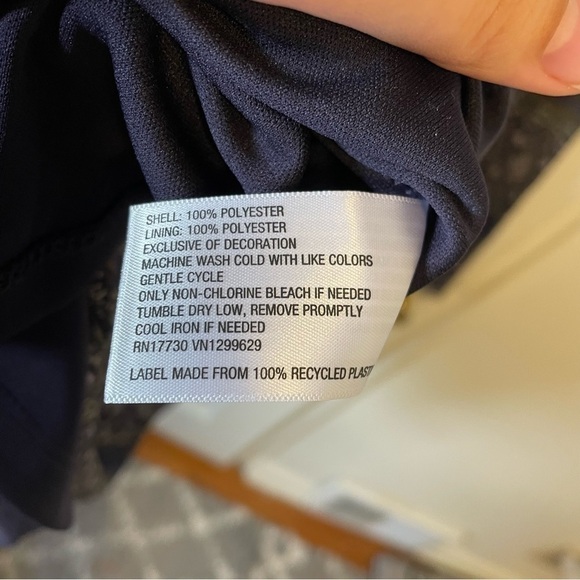 SHELL: 100% POLYESTER
LINING: 100% POLYESTER
EXCLUSIVE OF DECORATION
MACHINE WASH COLD WITH LIKE COLORS
GENTLE CYCLE
ONLY NON-CHLORINE BLEACH IF NEEDED
TUMBLE DRY LOW, REMOVE PROMPTLY
COOL IRON IF NEEDED
RN17730 VN1299629
LABEL MADE FROM 100% RECYCLED PLAST